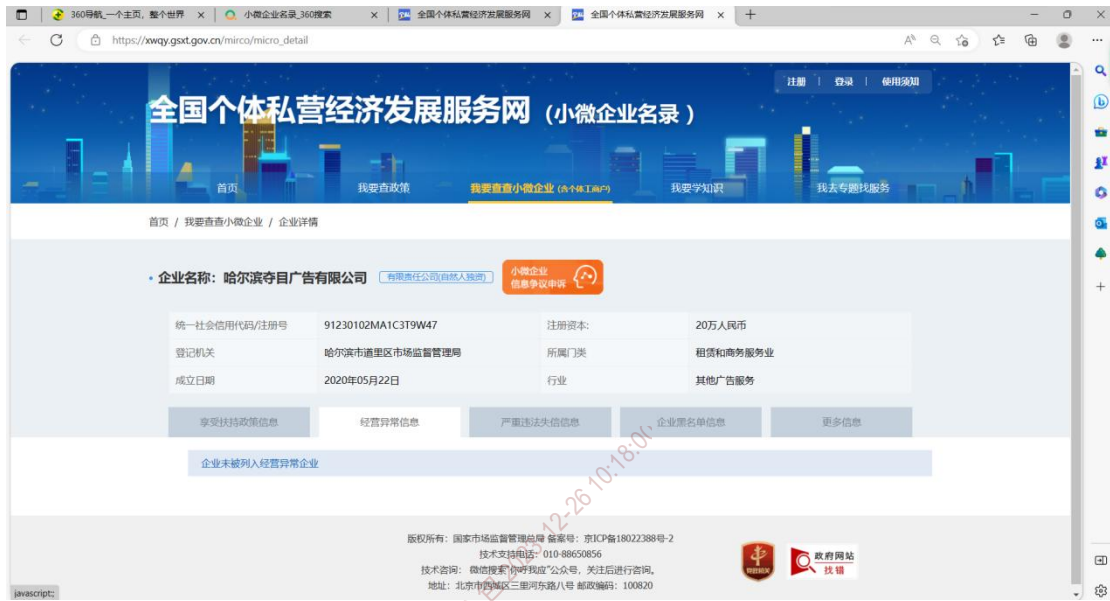 360导航_一个主页，整个世界
小微企业名录_360搜索
全国个体私营经济发展服务网
全国个体私营经济发展服务网
https://xwqy.gsxt.gov.cn/mirco/micro_detail
注册 | 登录 | 使用须知
全国个体私营经济发展服务网（小微企业名录）
首页
我要查政策
我要查查小微企业 (含个体工商户)
我要学知识
我去专题找服务
首页 / 我要查查小微企业 / 企业详情
企业名称：哈尔滨夺目广告有限公司
有限责任公司(自然人独资)
小微企业
信息争议申诉
统一社会信用代码/注册号 91230102MA1C3T9W47 注册资本: 20万人民币
登记机关 哈尔滨市道里区市场监督管理局 所属门类 租赁和商务服务业
成立日期 2020年05月22日 行业 其他广告服务
享受扶持政策信息 经营异常信息 严重违法失信信息 企业黑名单信息 更多信息
企业未被列入经营异常企业
版权所有：国家市场监督管理总局 备案号：京ICP备18022388号-2
技术支持电话：010-88650856
技术咨询： 微信搜索“你呼我应”公众号，关注后进行咨询。
地址：北京市西城区三里河东路八号 邮政编码：100820
党政机关
政府网站
找错
javascript:;
-12-26 10:18:00